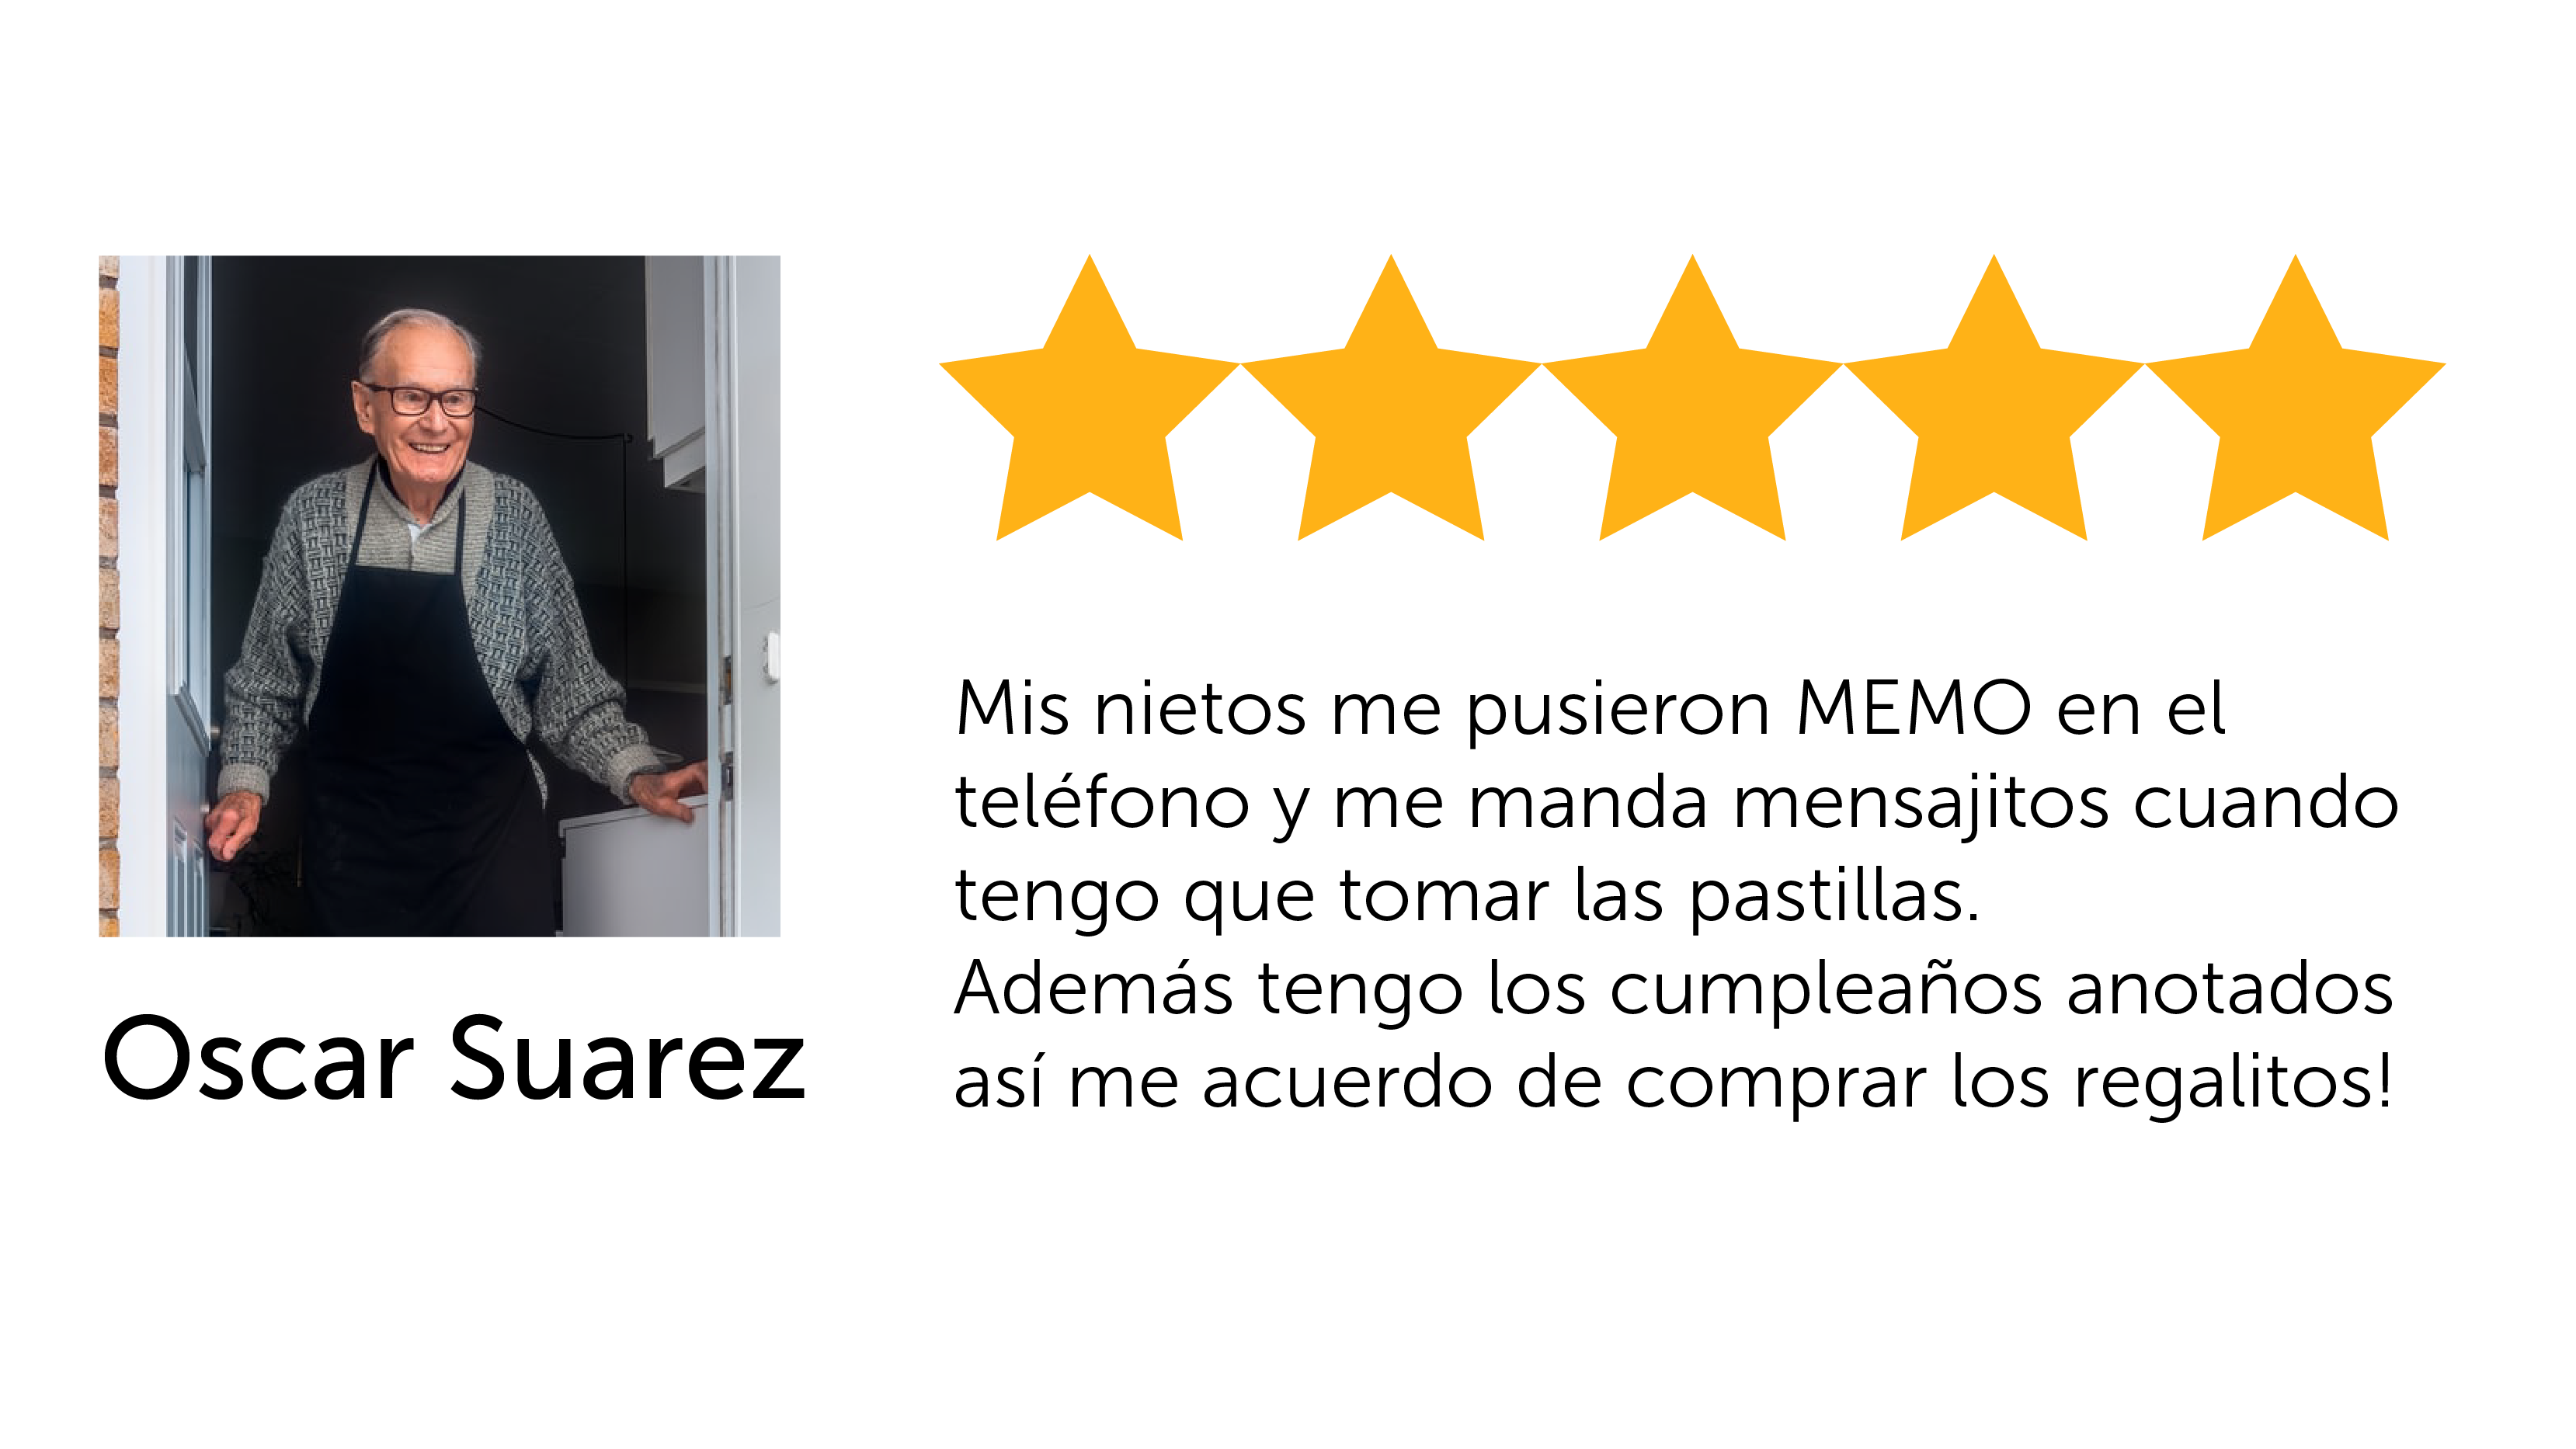 Mis nietos me pusieron MEMO en el
teléfono y me manda mensajitos cuando
tengo que tomar las pastillas.
Además tengo los cumpleaños anotados
así me acuerdo de comprar los regalitos!
Oscar Suarez